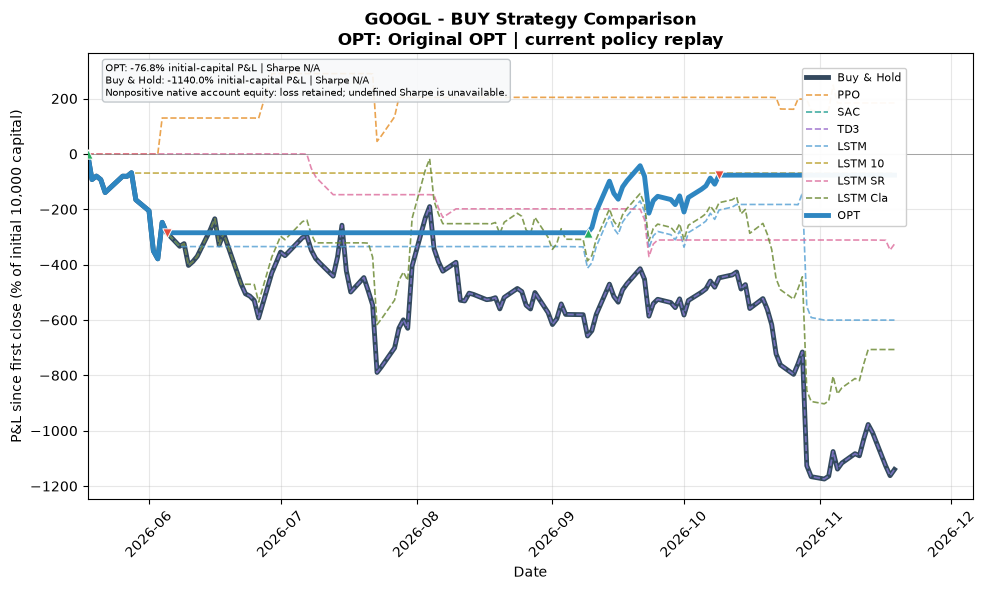 GOOGL - BUY Strategy Comparison
OPT: Original OPT | current policy replay
OPT: -76.8% initial-capital P&L | Sharpe N/A
Buy & Hold: -1140.0% initial-capital P&L | Sharpe N/A
Nonpositive native account equity: loss retained; undefined Sharpe is unavailable.
Buy & Hold
PPO
SAC
TD3
LSTM
LSTM 10
LSTM SR
LSTM Cla
OPT
P&L since first close (% of initial 10,000 capital)
200
0
−200
−400
−600
−800
−1000
−1200
2026-06
2026-07
2026-08
2026-09
2026-10
2026-11
2026-12
Date